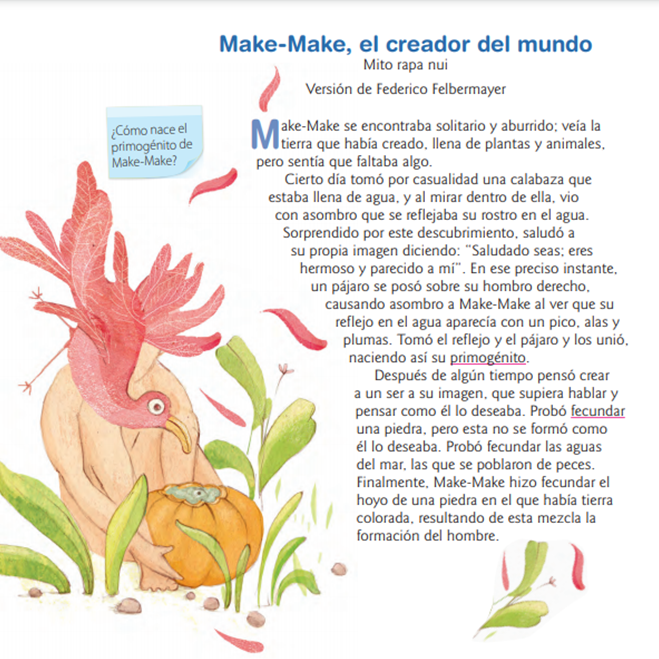 Make-Make, el creador del mundo
Mito rapa nui
Versión de Federico Felbermayer
¿Cómo nace el
primogénito de
Make-Make?
Make-Make se encontraba solitario y aburrido; veía la
tierra que había creado, llena de plantas y animales,
pero sentía que faltaba algo.
Cierto día tomó por casualidad una calabaza que
estaba llena de agua, y al mirar dentro de ella, vio
con asombro que se reflejaba su rostro en el agua.
Sorprendido por este descubrimiento, saludó a
su propia imagen diciendo: “Saludado seas; eres
hermoso y parecido a mí”. En ese preciso instante,
un pájaro se posó sobre su hombro derecho,
causando asombro a Make-Make al ver que su
reflejo en el agua aparecía con un pico, alas y
plumas. Tomó el reflejo y el pájaro y los unió,
naciendo así su primogénito.
Después de algún tiempo pensó crear
a un ser a su imagen, que supiera hablar y
pensar como él lo deseaba. Probó fecundar
una piedra, pero esta no se formó como
él lo deseaba. Probó fecundar las aguas
del mar, las que se poblaron de peces.
Finalmente, Make-Make hizo fecundar el
hoyo de una piedra en el que había tierra
colorada, resultando de esta mezcla la
formación del hombre.